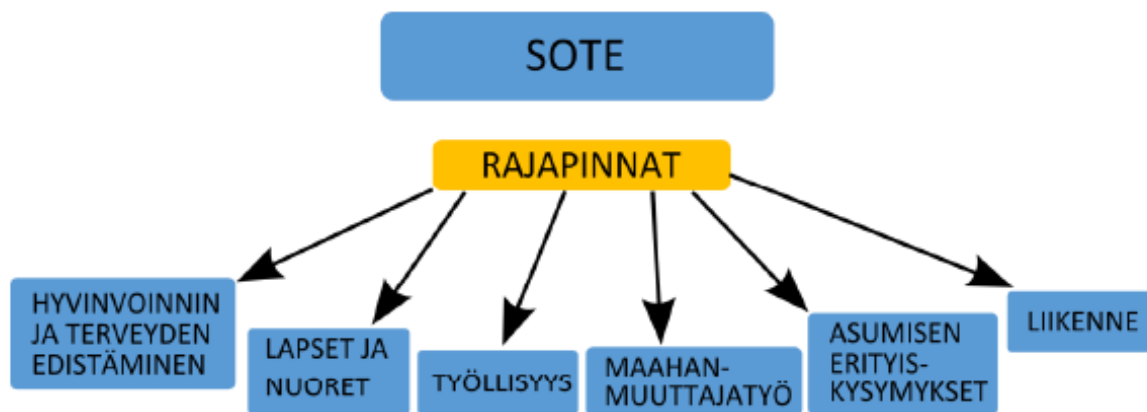 SOTE
RAJAPINNAT
HYVINVOINNIN
JA TERVEYDEN
EDISTÄMINEN
LAPSET JA
NUORET
TYÖLLISYYS
MAAHAN-
MUUTTAJATYÖ
ASUMISEN
ERITYIS-
KYSYMYKSET
LIIKENNE